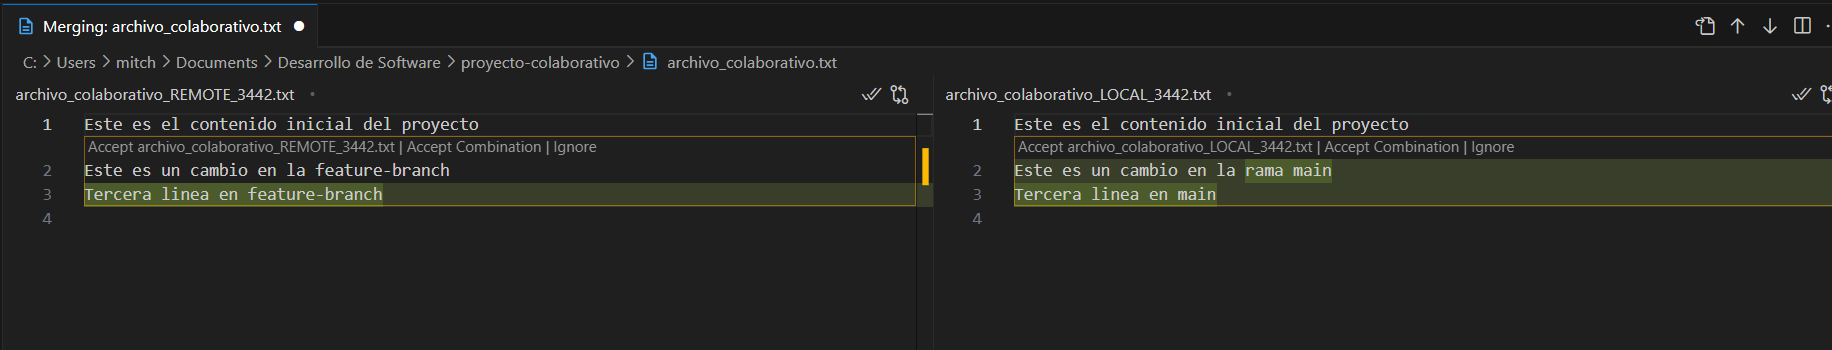 Merging: archivo_colaborativo.txt
C: > Users > mitch > Documents > Desarrollo de Software > proyecto-colaborativo > archivo_colaborativo.txt
archivo_colaborativo_REMOTE_3442.txt
1 Este es el contenido inicial del proyecto
Accept archivo_colaborativo_REMOTE_3442.txt | Accept Combination | Ignore
2 Este es un cambio en la feature-branch
3 Tercera linea en feature-branch
4
archivo_colaborativo_LOCAL_3442.txt
1 Este es el contenido inicial del proyecto
Accept archivo_colaborativo_LOCAL_3442.txt | Accept Combination | Ignore
2 Este es un cambio en la rama main
3 Tercera linea en main
4